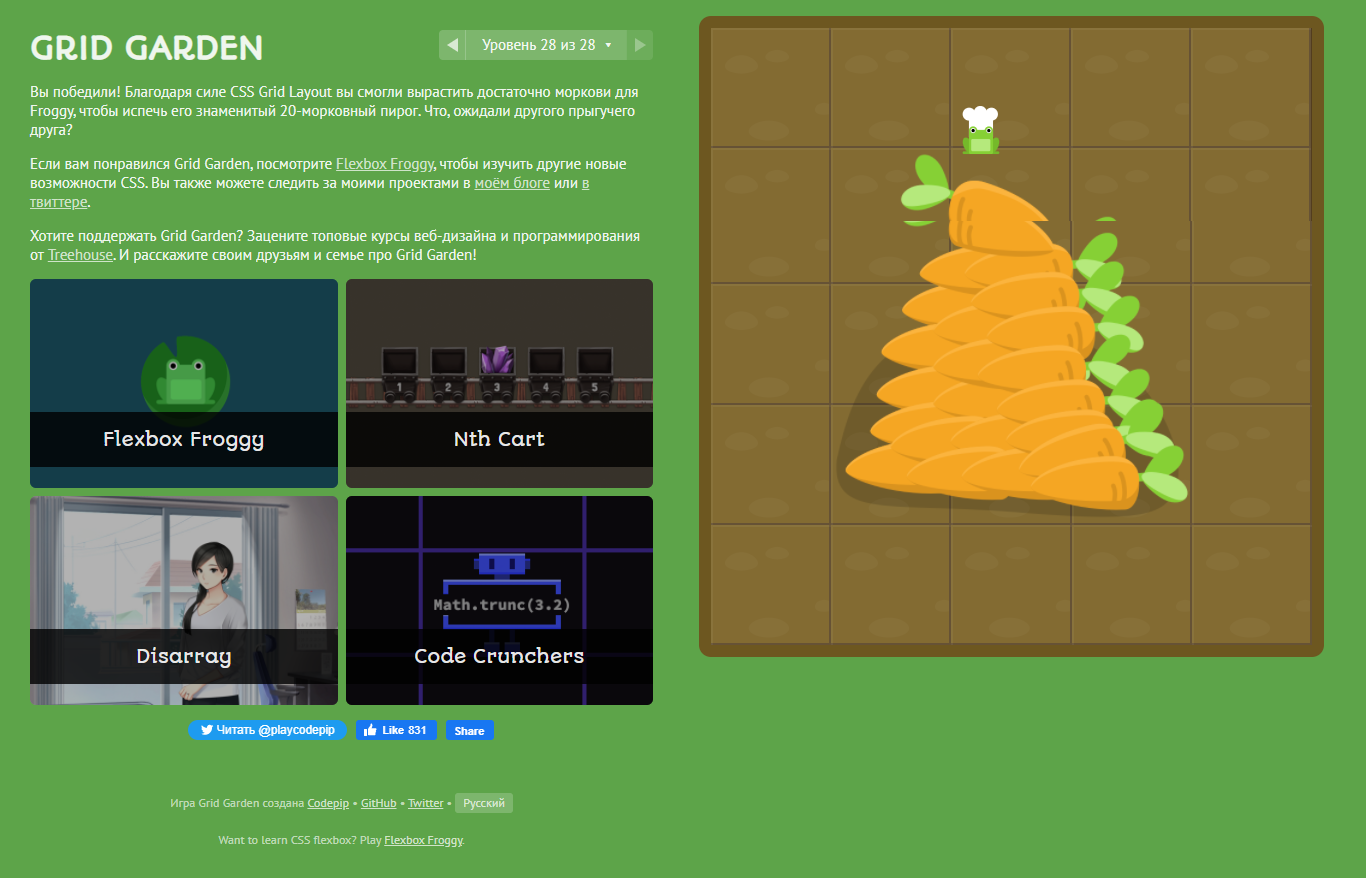 GRID GARDEN
Уровень 28 из 28
Вы победили! Благодаря силе CSS Grid Layout вы смогли вырастить достаточно моркови для
Froggy, чтобы испечь его знаменитый 20-морковный пирог. Что, ожидали другого прыгучего
друга?
Если вам понравился Grid Garden, посмотрите Flexbox Froggy, чтобы изучить другие новые
возможности CSS. Вы также можете следить за моими проектами в моём блоге или в
твиттере.
Хотите поддержать Grid Garden? Зацените топовые курсы веб-дизайна и программирования
от Treehouse. И расскажите своим друзьям и семье про Grid Garden!
Flexbox Froggy
1 2 3 4 5
Nth Cart
Disarray
Math.trunc(3.2)
Code Crunchers
Читать @playcodepip
Like 831
Share
Игра Grid Garden создана Codepip • GitHub • Twitter • Русский
Want to learn CSS flexbox? Play Flexbox Froggy.